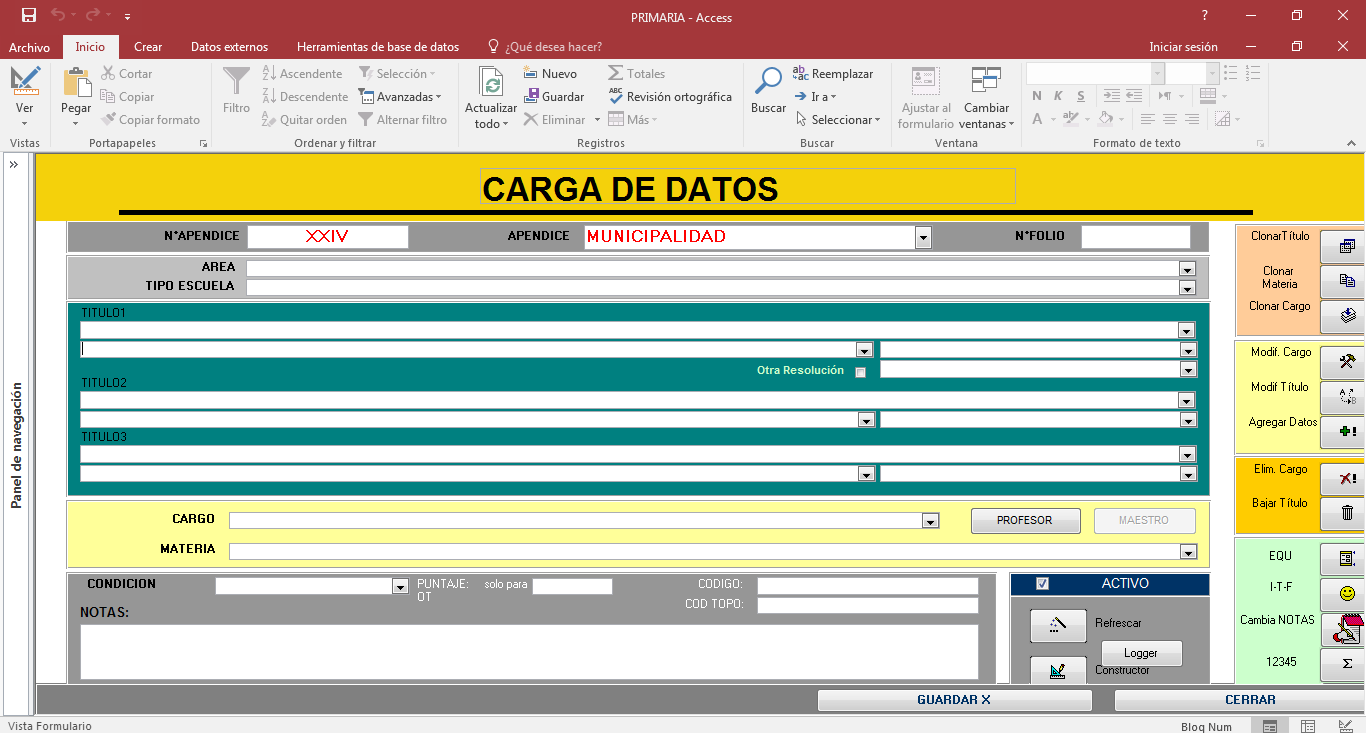 PRIMARIA - Access
?
Archivo Inicio Crear Datos externos Herramientas de base de datos ¿Qué desea hacer? Iniciar sesión
Ver
Vistas
Pegar
Cortar
Copiar
Copiar formato
Portapapeles
Filtro
Ascendente
Descendente
Quitar orden
Selección
Avanzadas
Alternar filtro
Ordenar y filtrar
Actualizar
todo
Nuevo
Guardar
Eliminar
Totales
Revisión ortográfica
Más
Registros
Buscar
Reemplazar
Ir a
Seleccionar
Buscar
Ajustar al
formulario
Cambiar
ventanas
Ventana
N K S
A
Formato de texto
Panel de navegación
CARGA DE DATOS
N°APENDICE XXIV APENDICE MUNICIPALIDAD N°FOLIO
AREA
TIPO ESCUELA
TITULO1
Otra Resolución
TITULO2
TITULO3
CARGO PROFESOR MAESTRO
MATERIA
CONDICION PUNTAJE: solo para
OT
CODIGO:
COD TOPO:
NOTAS:
ACTIVO
Refrescar
Logger
Constructor
ClonarTítulo
Clonar
Materia
Clonar Cargo
Modif. Cargo
Modif Título
Agregar Datos
Elim. Cargo
Bajar Título
EQU
I-T-F
Cambia NOTAS
12345 Σ
GUARDAR X CERRAR
Vista Formulario Bloq Num